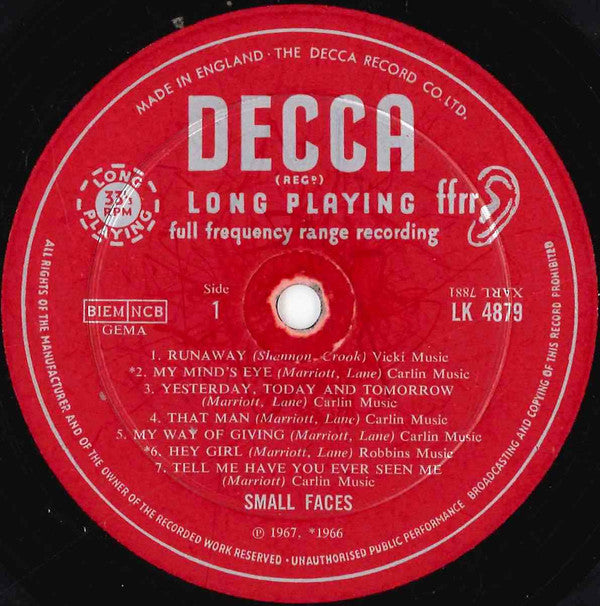 MADE IN ENGLAND · THE DECCA RECORD CO. LTD.
DECCA
(REGD)
LONG PLAYING
33⅓
RPM
LONG PLAYING ffrr
full frequency range recording
BIEM NCB
GEMA
Side
1
XARL 7881
LK 4879
1. RUNAWAY (Shannon, Crook) Vicki Music
*2. MY MIND'S EYE (Marriott, Lane) Carlin Music
3. YESTERDAY, TODAY AND TOMORROW
(Marriott, Lane) Carlin Music
4. THAT MAN (Marriott, Lane) Carlin Music
5. MY WAY OF GIVING (Marriott, Lane) Carlin Music
*6. HEY GIRL (Marriott, Lane) Robbins Music
7. TELL ME HAVE YOU EVER SEEN ME
(Marriott) Carlin Music
SMALL FACES
℗ 1967, *1966
ALL RIGHTS OF THE MANUFACTURER AND OF THE OWNER OF THE RECORDED WORK RESERVED · UNAUTHORISED PUBLIC PERFORMANCE BROADCASTING AND COPYING OF THIS RECORD PROHIBITED